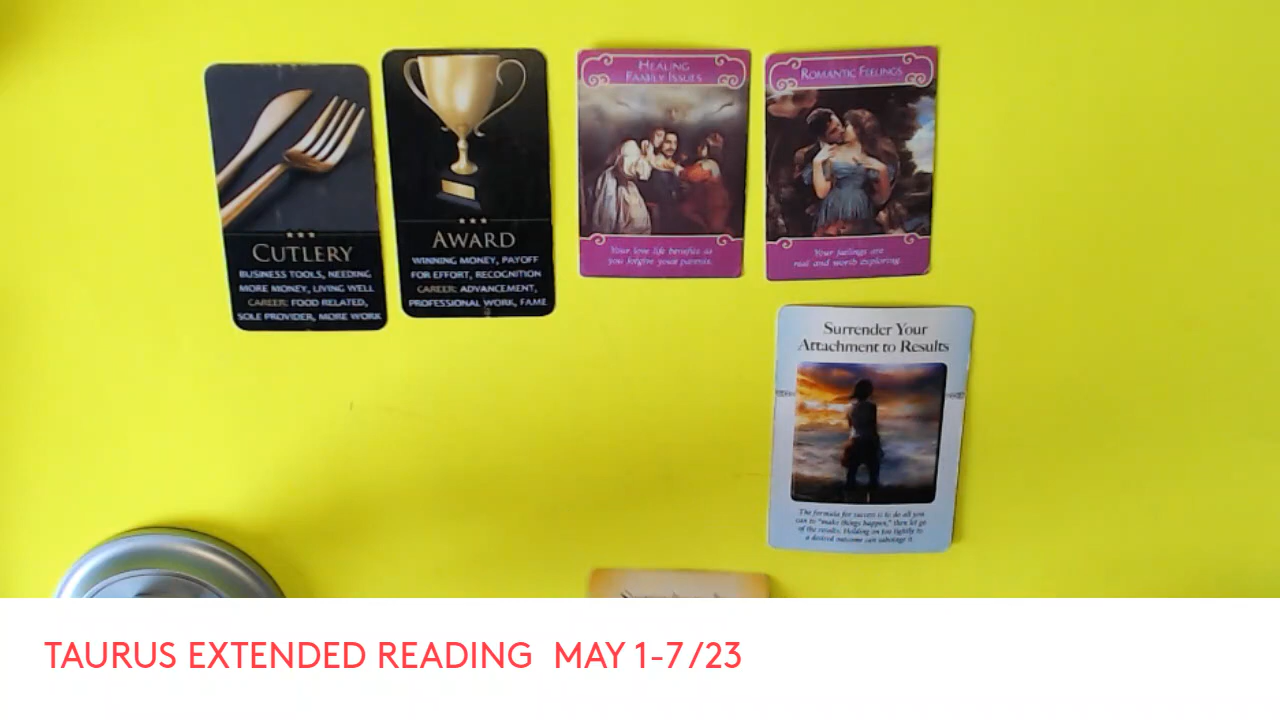 CUTLERY
BUSINESS TOOLS, NEEDING
MORE MONEY, LIVING WELL
CAREER: FOOD RELATED,
SOLE PROVIDER, MORE WORK
AWARD
WINNING MONEY, PAYOFF
FOR EFFORT, RECOGNITION
CAREER: ADVANCEMENT,
PROFESSIONAL WORK, FAME
HEALING
FAMILY ISSUES
Your love life benefits as
you forgive your parents.
ROMANTIC FEELINGS
Your feelings are
real and worth exploring.
Surrender Your
Attachment to Results
The formula for success is to do all you
can to "make things happen," then let go
of the results. Holding on too tightly to
a desired outcome can sabotage it.
TAURUS EXTENDED READING MAY 1-7/23